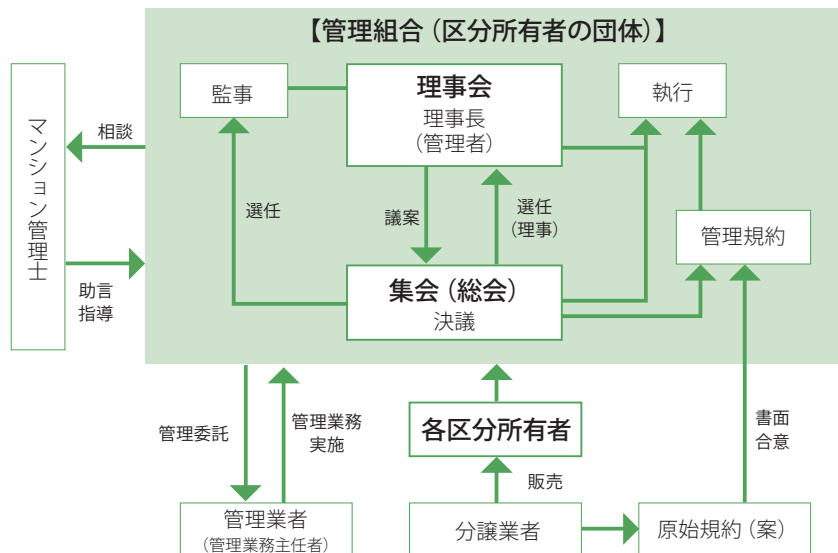 【管理組合（区分所有者の団体）】
監事
理事会
理事長
（管理者）
執行
マンション管理士
相談
選任
議案
選任
（理事）
管理規約
助言
指導
集会（総会）
決議
管理委託
管理業務
実施
各区分所有者
書面
合意
販売
管理業者
（管理業務主任者）
分譲業者
原始規約（案）